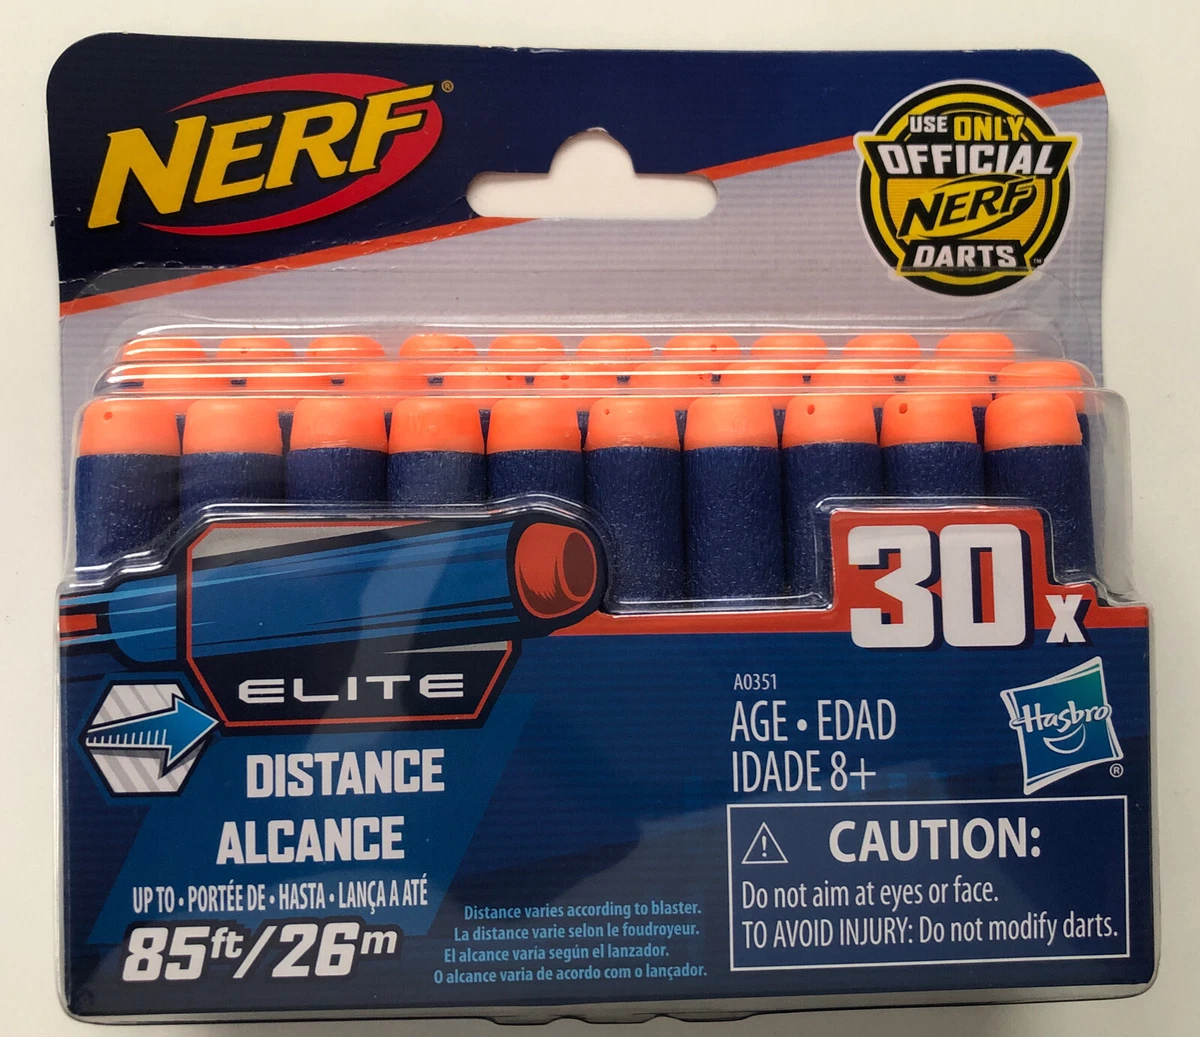 NERF®
USE ONLY
OFFICIAL
NERF
DARTS™
30x
ELITE
DISTANCE
ALCANCE
UP TO • PORTÉE DE • HASTA • LANÇA A ATÉ
85ft/26m
Distance varies according to blaster.
La distance varie selon le foudroyeur.
El alcance varía según el lanzador.
O alcance varia de acordo com o lançador.
A0351
AGE • EDAD
IDADE 8+
Hasbro®
⚠ CAUTION:
Do not aim at eyes or face.
TO AVOID INJURY: Do not modify darts.